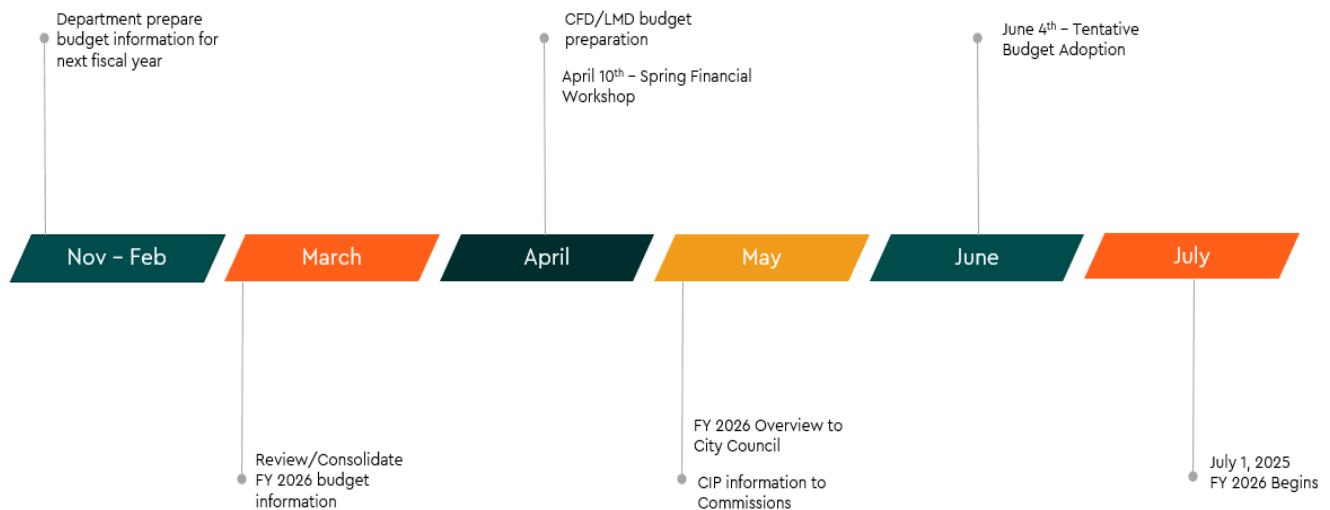 Department prepare
budget information for
next fiscal year
CFD/LMD budget
preparation
April 10th – Spring Financial
Workshop
June 4th – Tentative
Budget Adoption
Nov – Feb
March
April
May
June
July
Review/Consolidate
FY 2026 budget
information
FY 2026 Overview to
City Council
CIP information to
Commissions
July 1, 2025
FY 2026 Begins